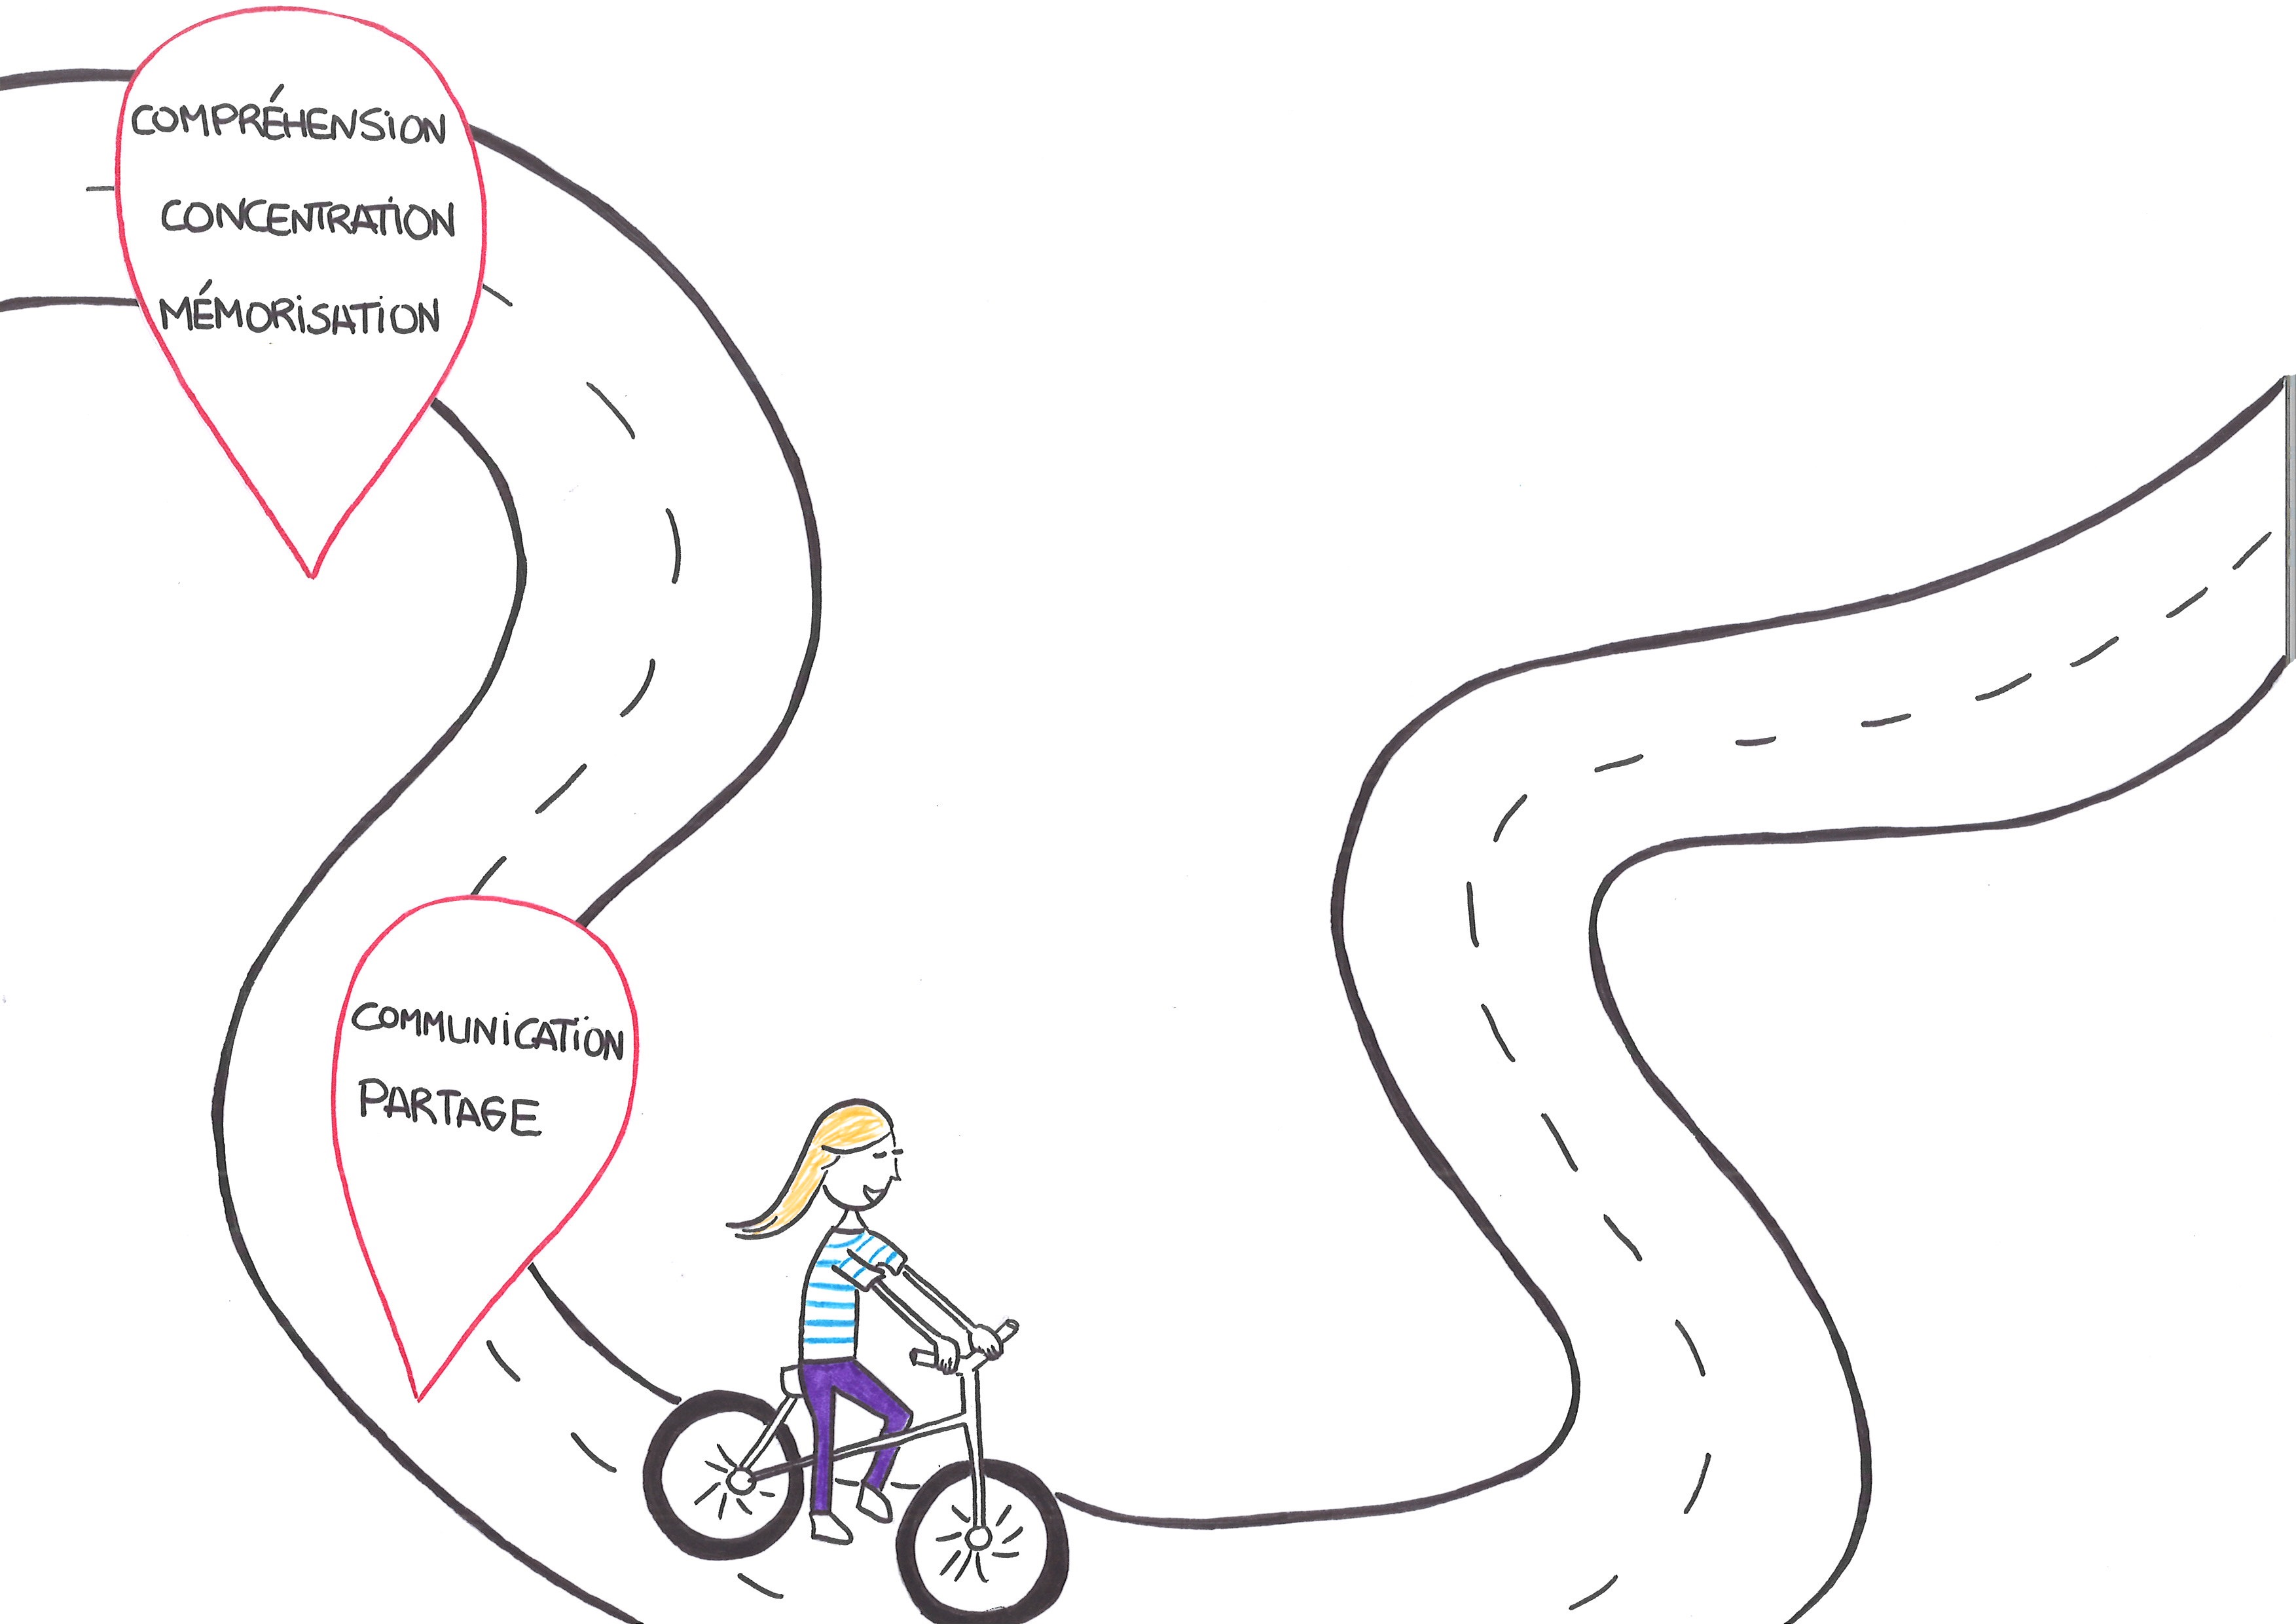 COMPRÉHENSION
CONCENTRATION
MÉMORISATION
COMMUNICATION
PARTAGE